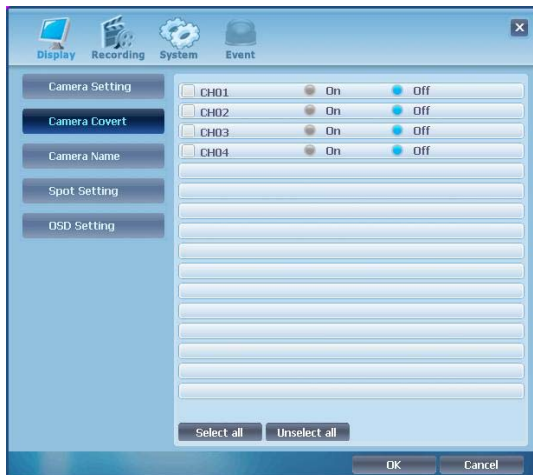 Display Recording System Event
Camera Setting
Camera Covert
Camera Name
Spot Setting
OSD Setting
CH01 On Off
CH02 On Off
CH03 On Off
CH04 On Off
Select all Unselect all
OK Cancel